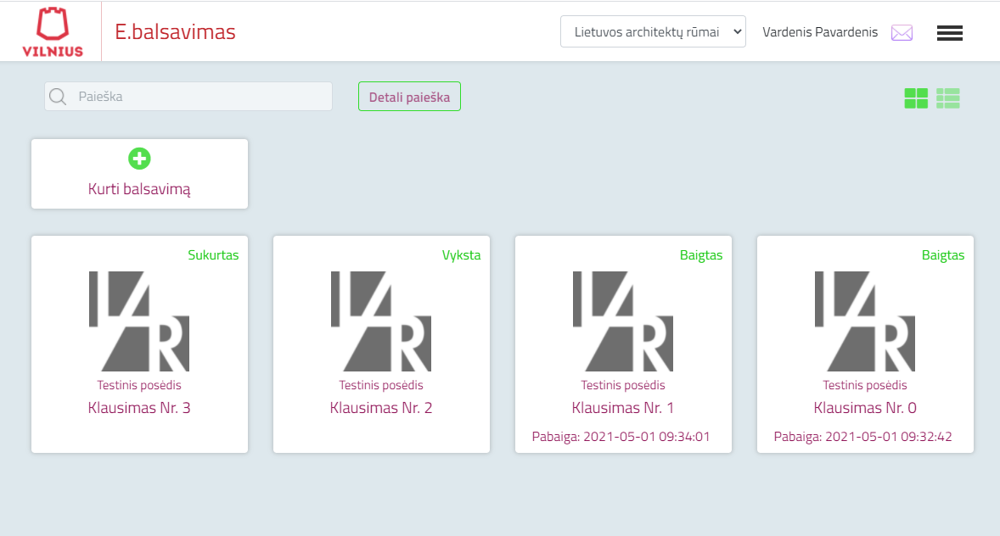 VILNIUS
E.balsavimas
Lietuvos architektų rūmai
Vardenis Pavardenis
Paieška
Detali paieška
Kurti balsavimą
Sukurtas
Testinis posėdis
Klausimas Nr. 3
Vyksta
Testinis posėdis
Klausimas Nr. 2
Baigtas
Testinis posėdis
Klausimas Nr. 1
Pabaiga: 2021-05-01 09:34:01
Baigtas
Testinis posėdis
Klausimas Nr. 0
Pabaiga: 2021-05-01 09:32:42